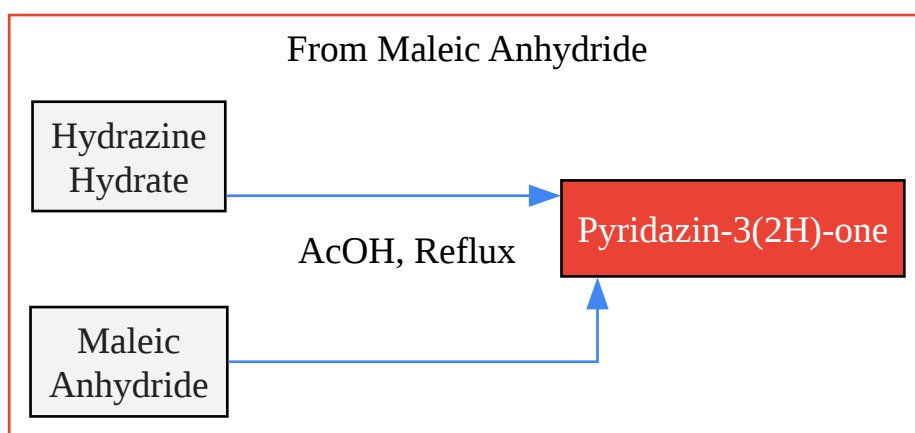 From Maleic Anhydride
Hydrazine
Hydrate
AcOH, Reflux
Pyridazin-3(2H)-one
Maleic
Anhydride